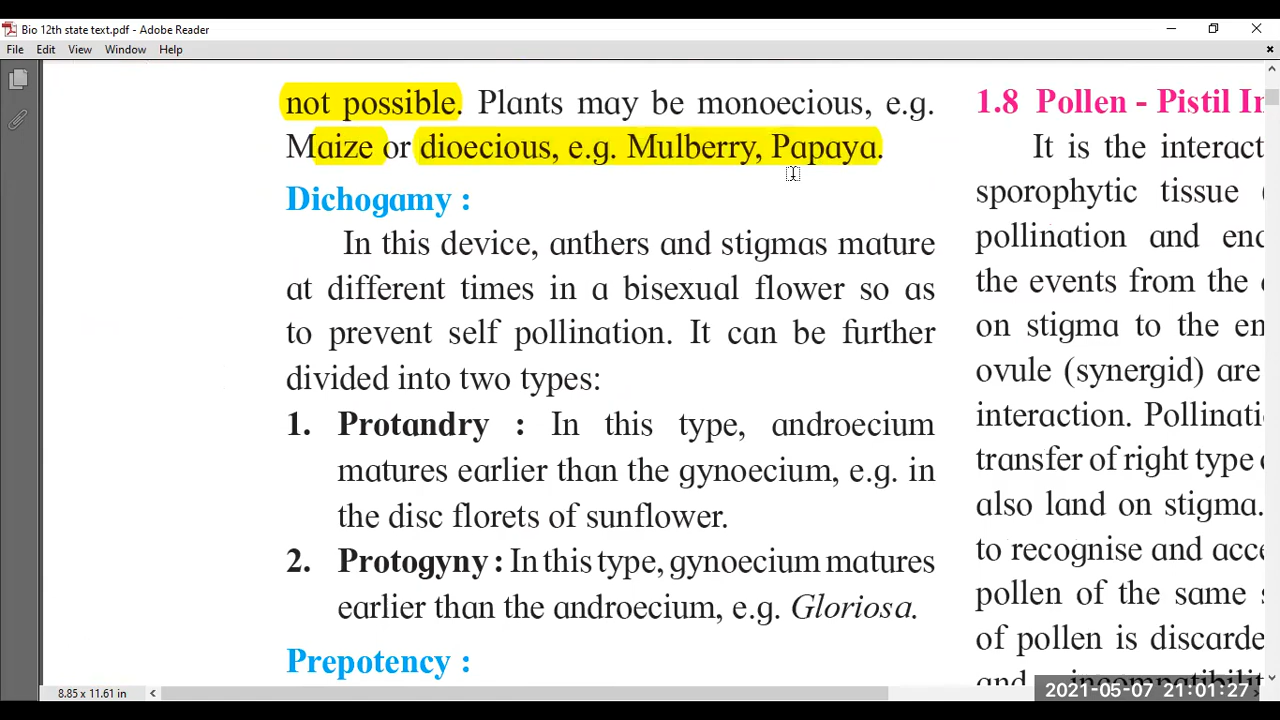 Bio 12th state text.pdf - Adobe Reader
File Edit View Window Help
not possible. Plants may be monoecious, e.g.
Maize or dioecious, e.g. Mulberry, Papaya.
Dichogamy :
In this device, anthers and stigmas mature
at different times in a bisexual flower so as
to prevent self pollination. It can be further
divided into two types:
1. Protandry : In this type, androecium
matures earlier than the gynoecium, e.g. in
the disc florets of sunflower.
2. Protogyny : In this type, gynoecium matures
earlier than the androecium, e.g. Gloriosa.
Prepotency :
1.8 Pollen - Pistil
It is the
sporophytic tissue
pollination and
the events from the
on stigma to the
ovule (synergid) are
interaction.
transfer of right type
also land on stigma.
to recognise and
pollen of the same
of pollen is
and
8.85 x 11.61 in
2021-05-07 21:01:27